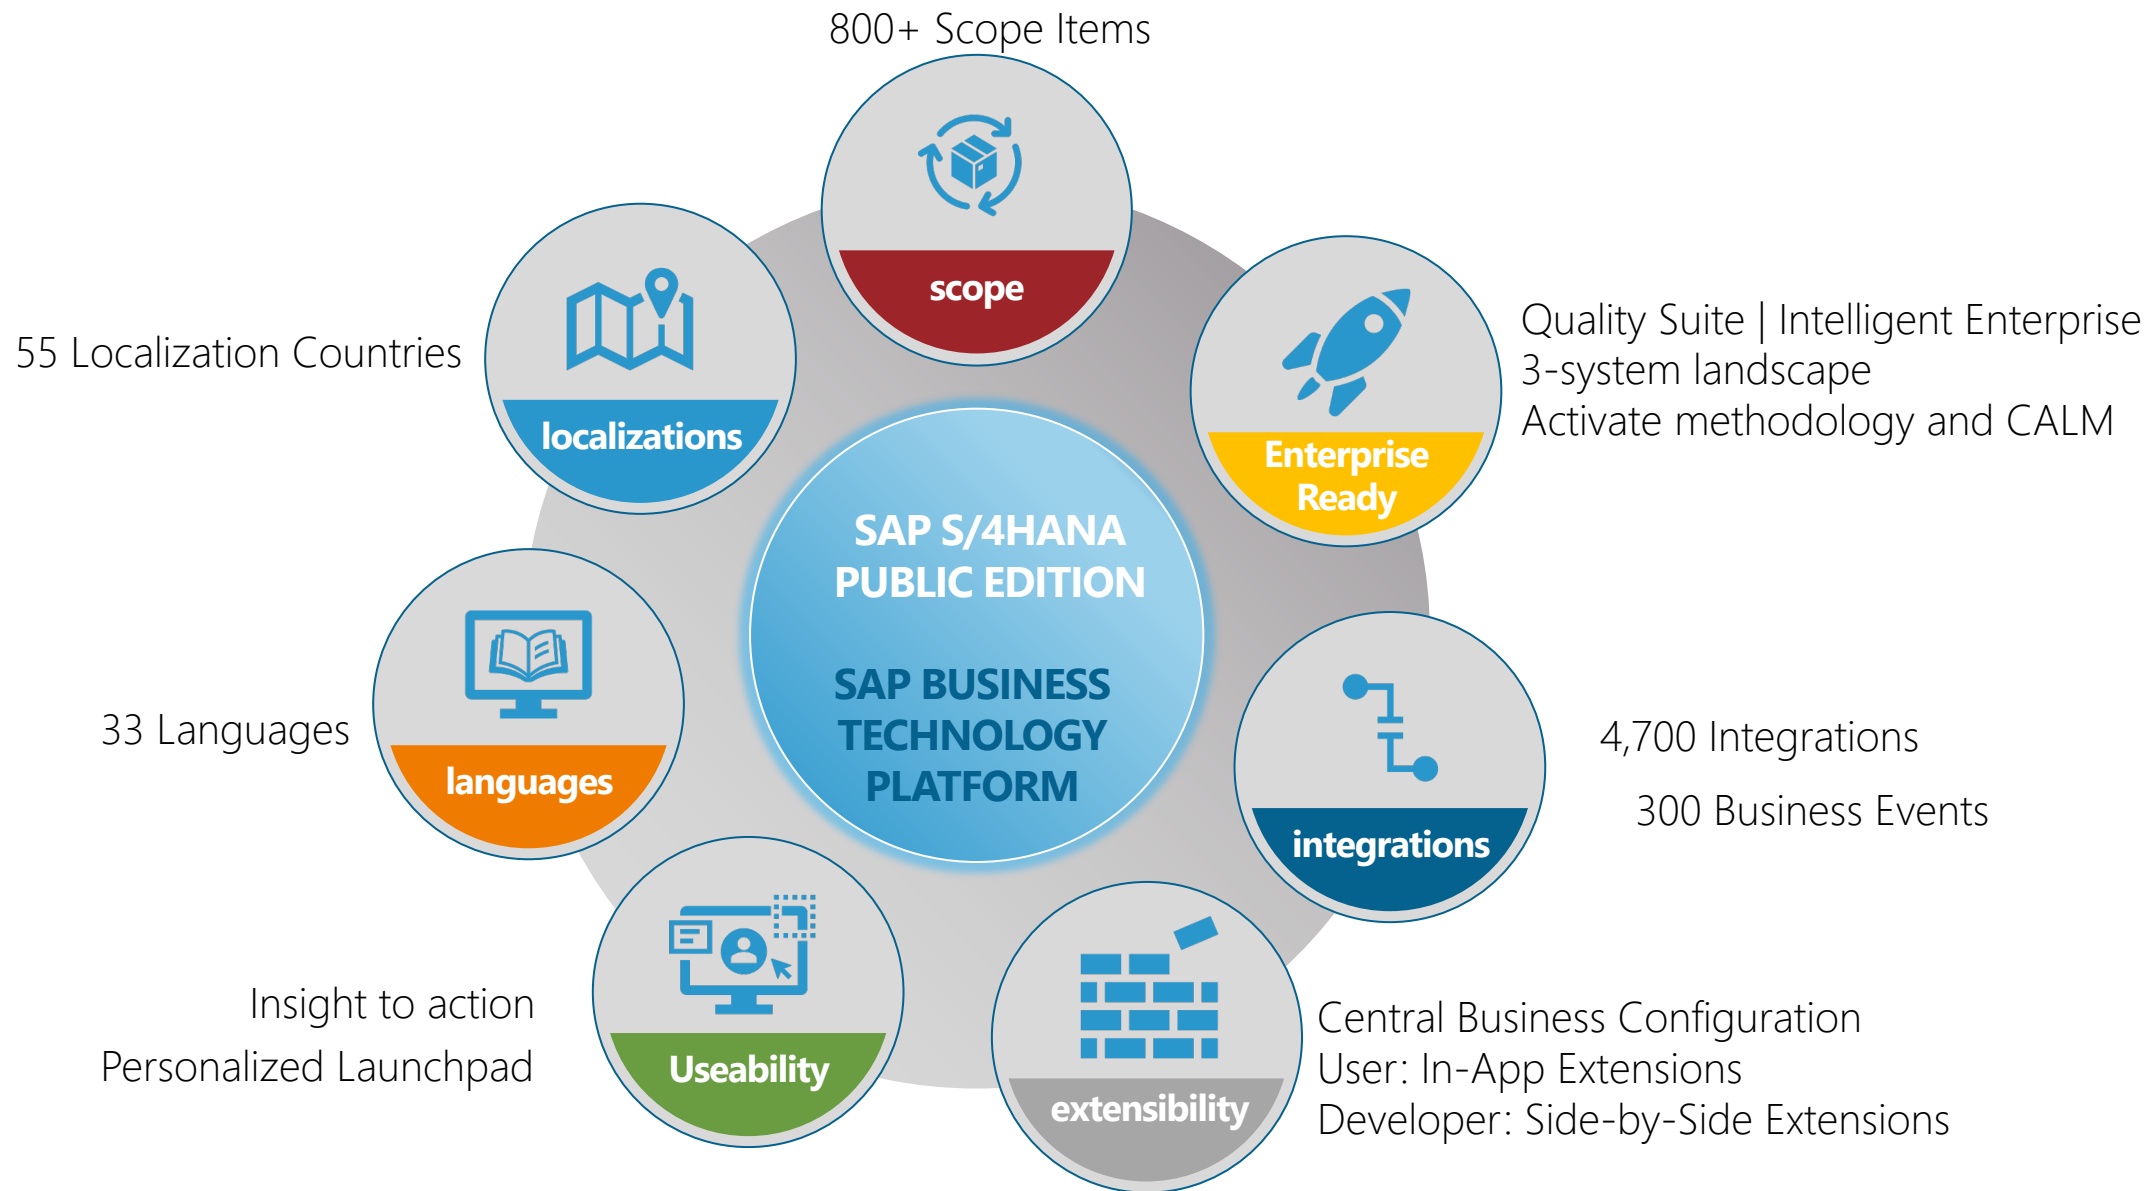 800+ Scope Items
scope
55 Localization Countries
localizations
Quality Suite | Intelligent Enterprise
3-system landscape
Activate methodology and CALM
Enterprise
Ready
SAP S/4HANA
PUBLIC EDITION
SAP BUSINESS
TECHNOLOGY
PLATFORM
33 Languages
languages
4,700 Integrations
300 Business Events
integrations
Insight to action
Personalized Launchpad
Useability
Central Business Configuration
User: In-App Extensions
Developer: Side-by-Side Extensions
extensibility